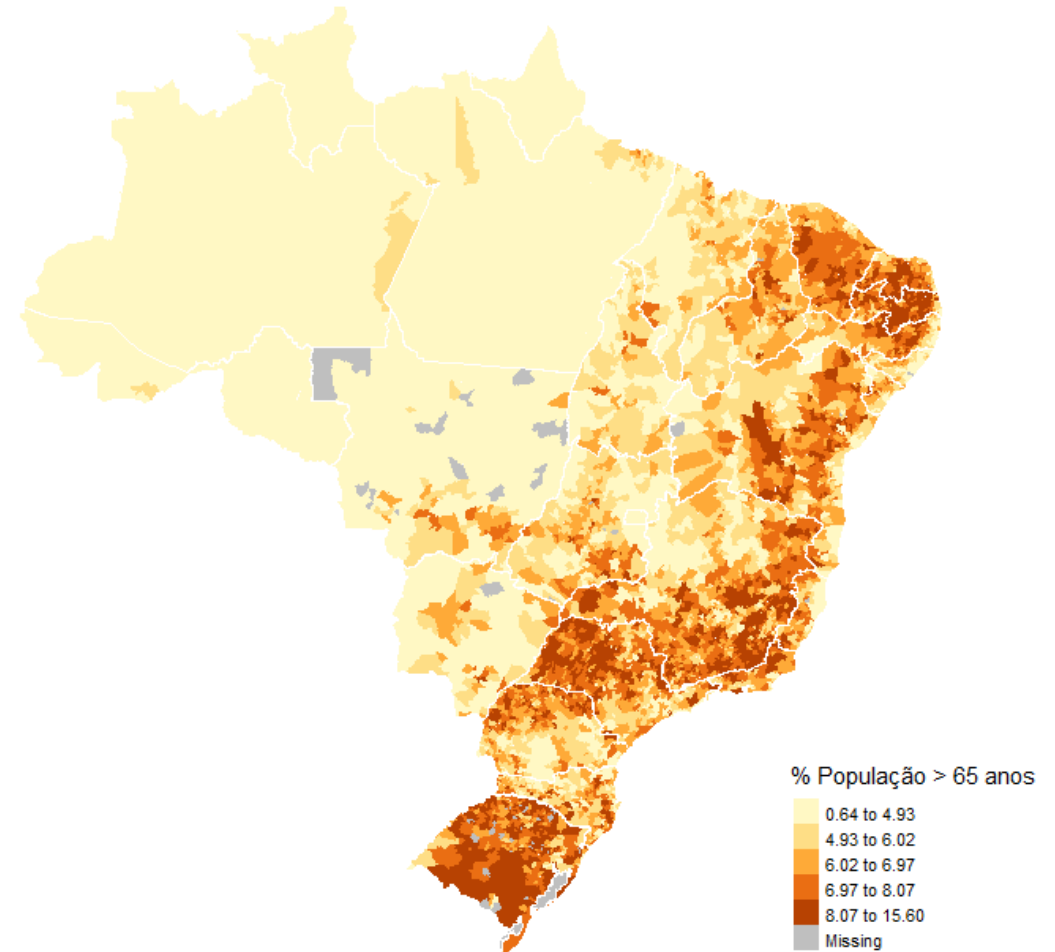 % População > 65 anos
0.64 to 4.93
4.93 to 6.02
6.02 to 6.97
6.97 to 8.07
8.07 to 15.60
Missing